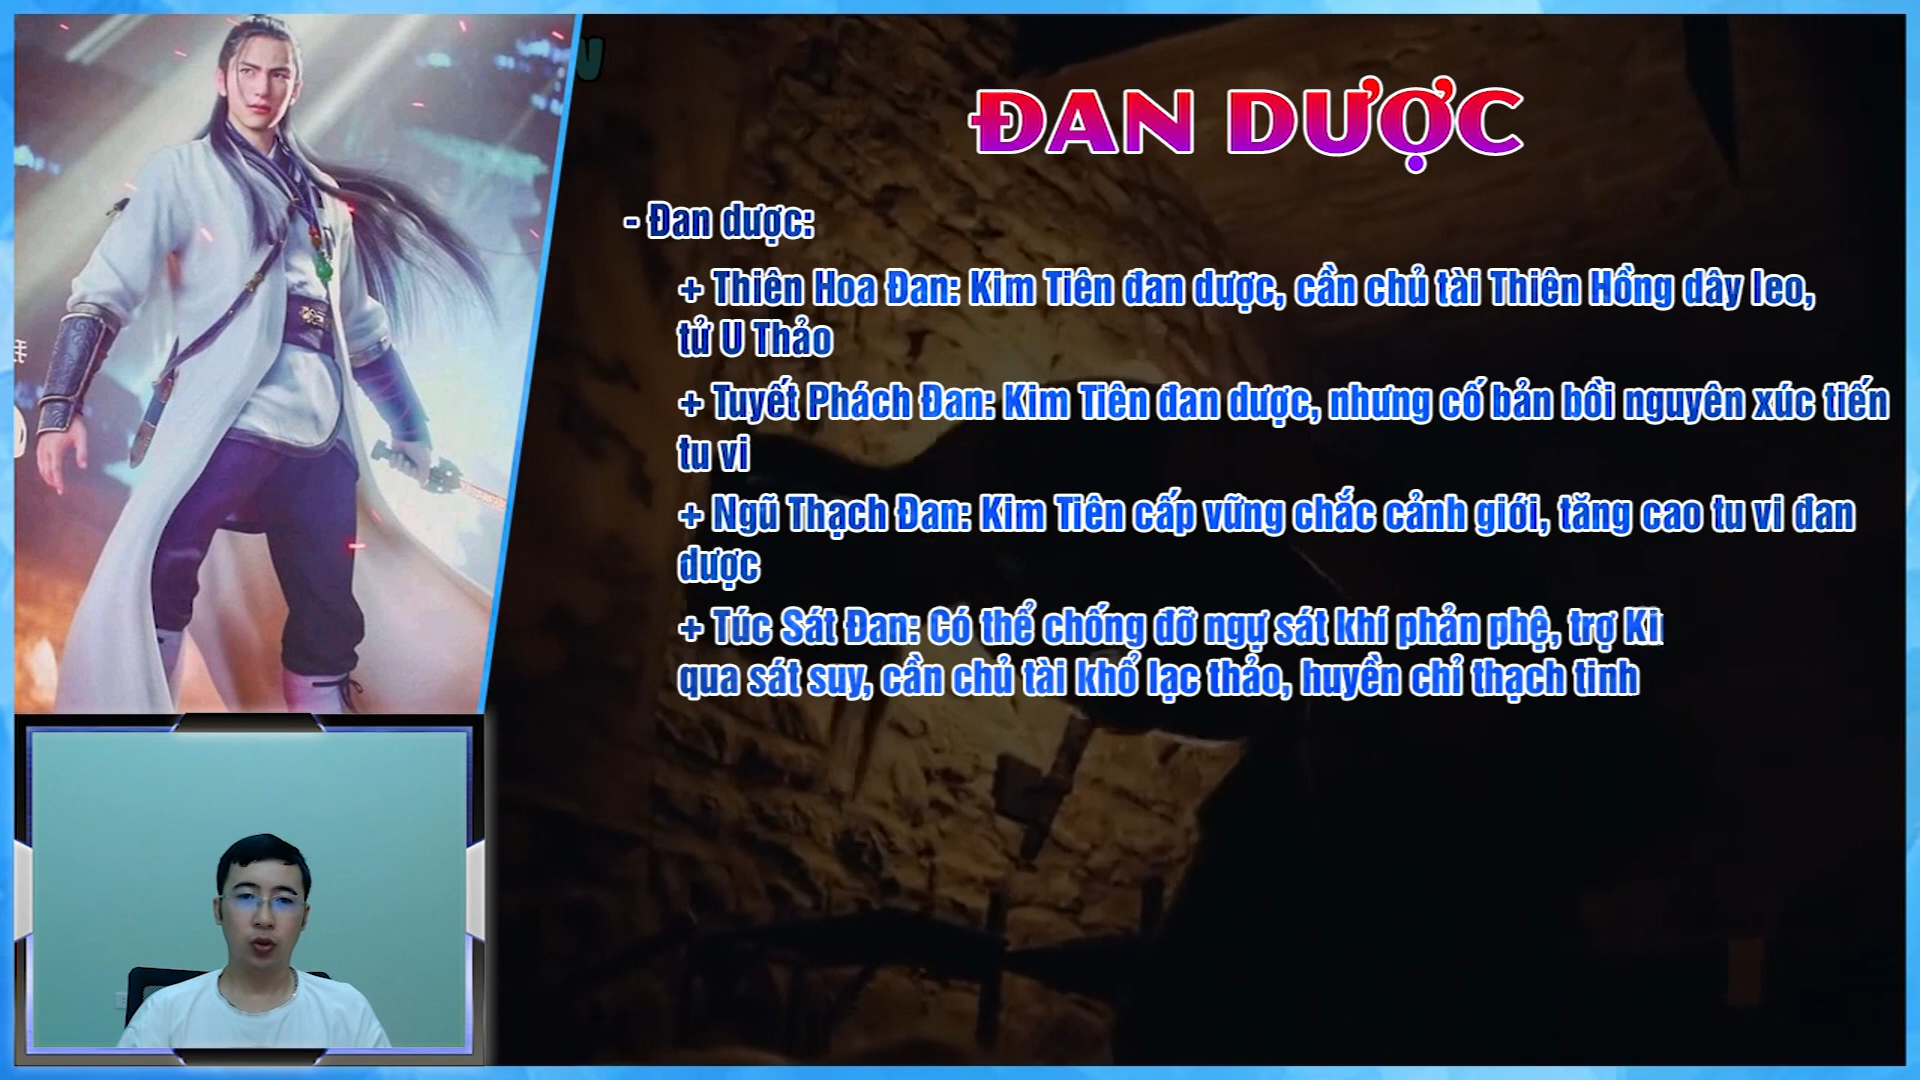 ĐAN DƯỢC
- Đan dược:
+ Thiên Hoa Đan: Kim Tiên đan dược, cần chủ tài Thiên Hồng dây leo,
tử U Thảo
+ Tuyết Phách Đan: Kim Tiên đan dược, nhưng cố bản bồi nguyên xúc tiến
tu vi
+ Ngũ Thạch Đan: Kim Tiên cấp vững chắc cảnh giới, tăng cao tu vi đan
dược
+ Túc Sát Đan: Có thể chống đỡ ngự sát khí phản phệ, trợ Ki
qua sát suy, cần chủ tài khổ lạc thảo, huyền chỉ thạch tinh